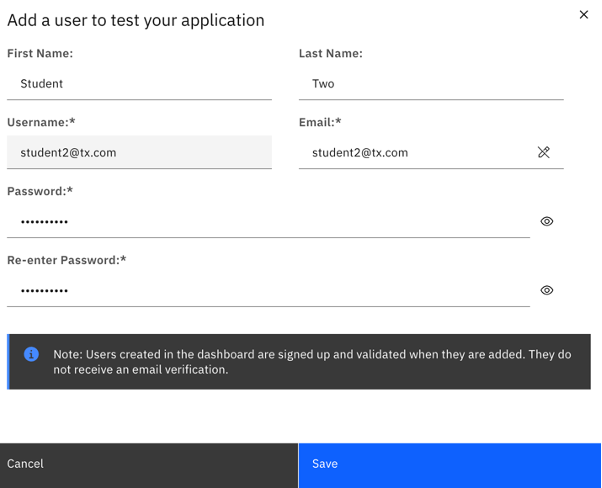 Add a user to test your application
First Name:
Last Name:
Student
Two
Username:*
Email:*
student2@tx.com
student2@tx.com
Password:*
••••••••••
Re-enter Password:*
••••••••••
Note: Users created in the dashboard are signed up and validated when they are added. They do
not receive an email verification.
Cancel
Save